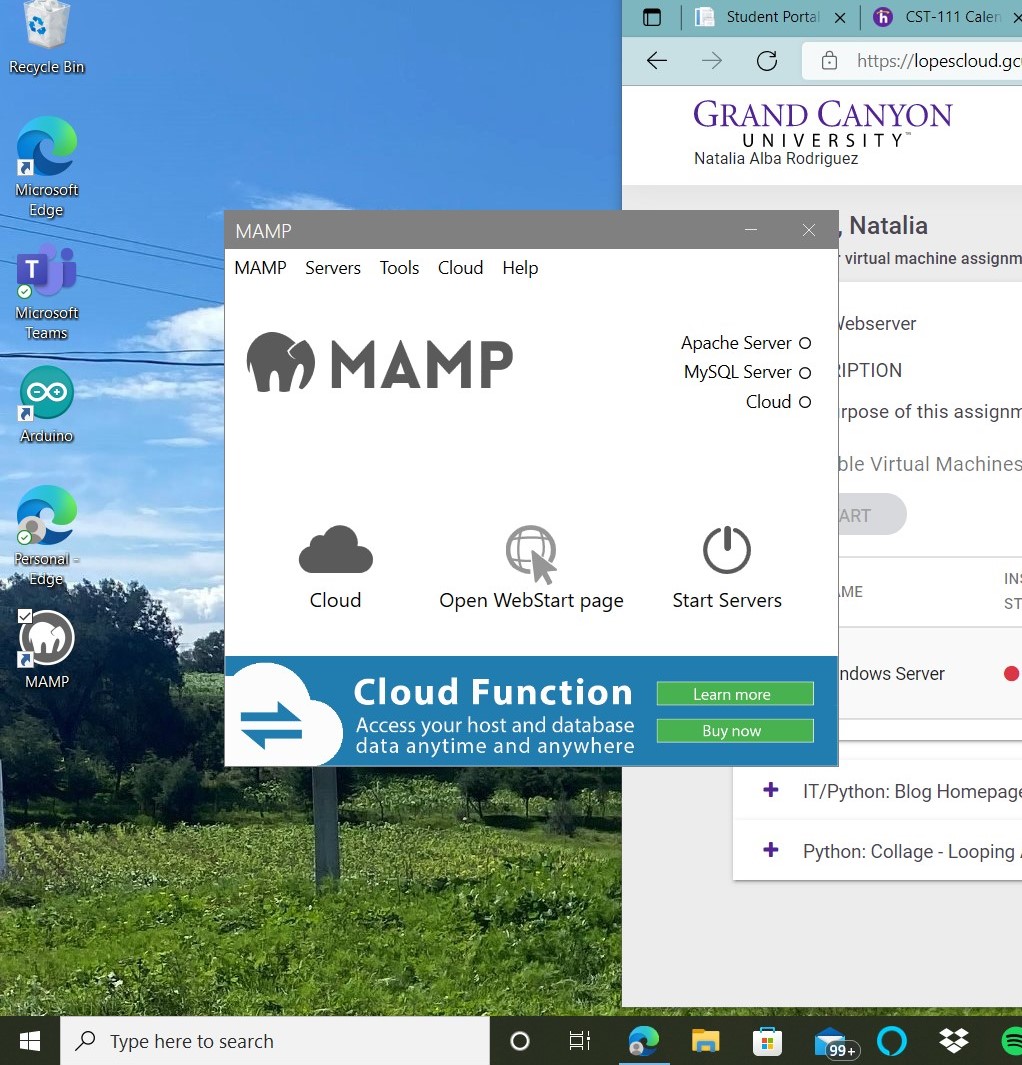 Recycle Bin
Microsoft
Edge
Microsoft
Teams
Arduino
Personal -
Edge
MAMP
Student Portal
CST-111 Calen
https://lopescloud.gc
GRAND CANYON
UNIVERSITY™
Natalia Alba Rodriguez
, Natalia
virtual machine assignm
Webserver
RIPTION
urpose of this assignm
ble Virtual Machines
ART
ME
INS
ST
ndows Server
IT/Python: Blog Homepage
Python: Collage - Looping
MAMP
MAMP Servers Tools Cloud Help
MAMP
Apache Server
MySQL Server
Cloud
Cloud
Open WebStart page
Start Servers
Cloud Function
Access your host and database
data anytime and anywhere
Learn more
Buy now
Type here to search
99+